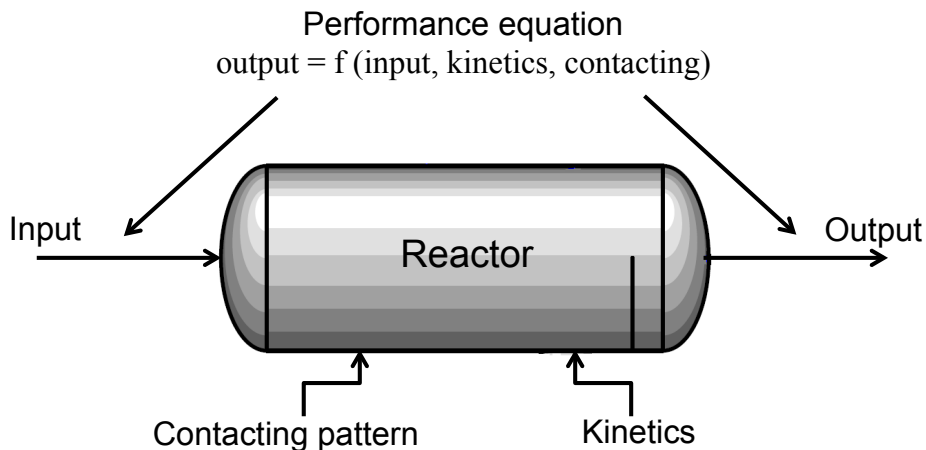 Performance equation
output = f (input, kinetics, contacting)
Input
Reactor
Output
Contacting pattern
Kinetics